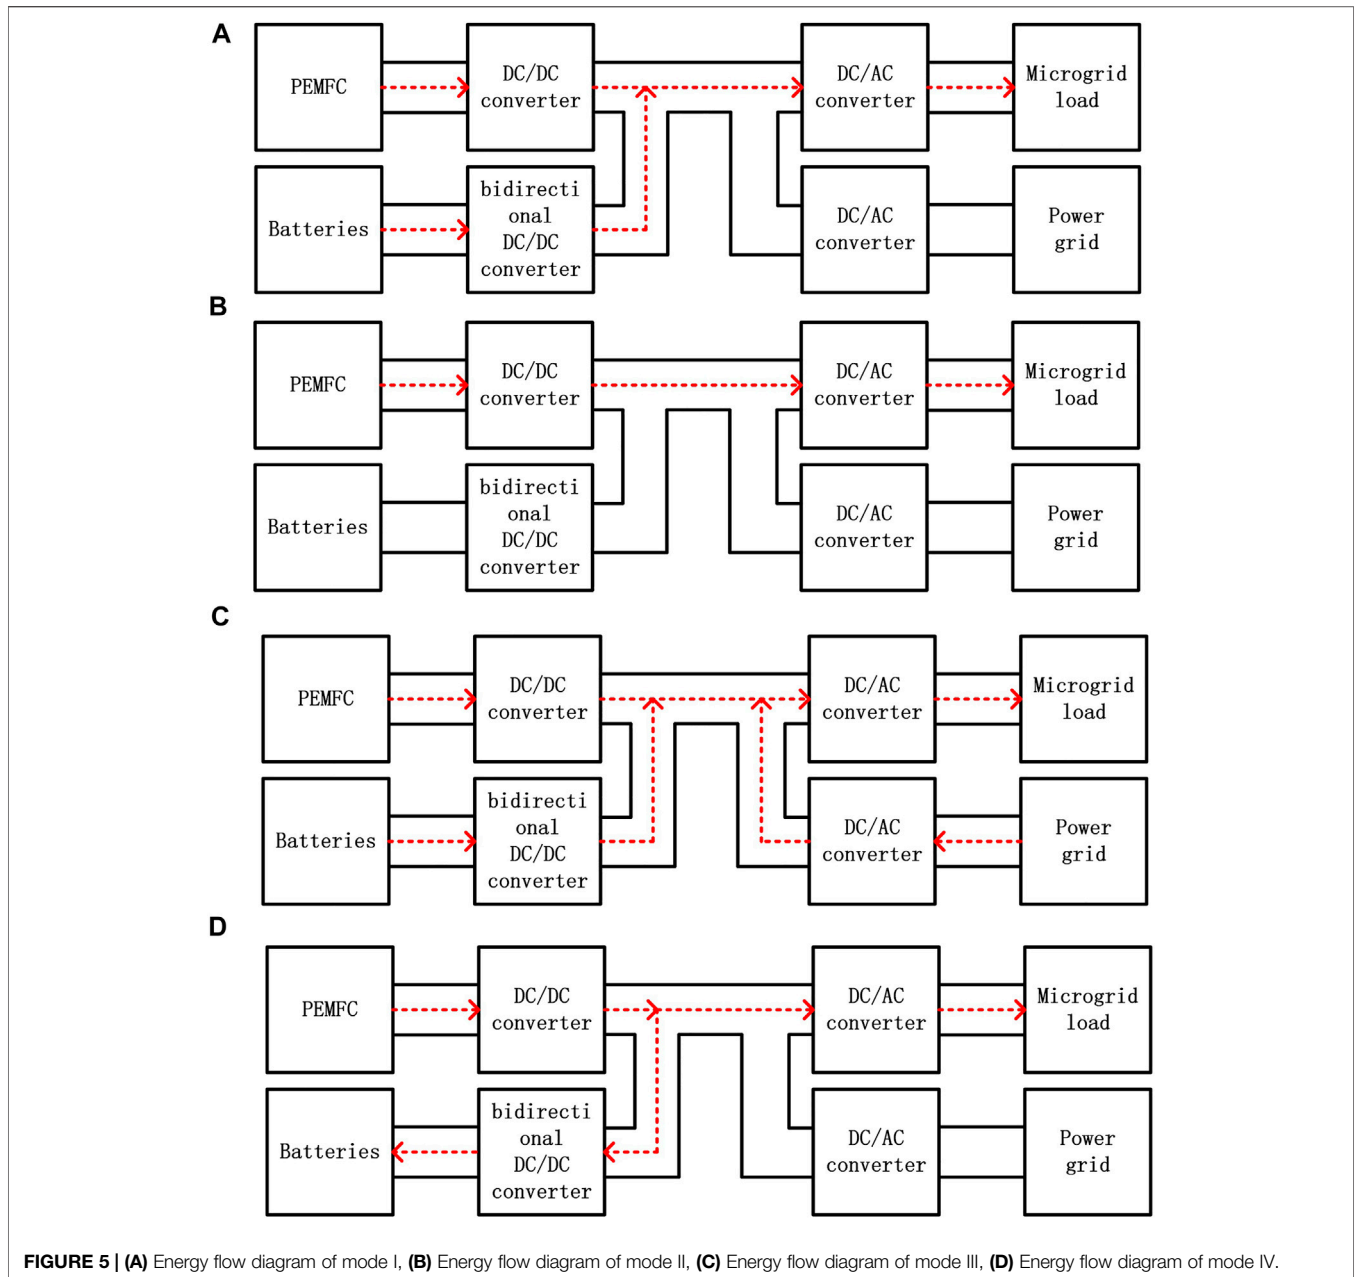 A
PEMFC
DC/DC
converter
DC/AC
converter
Microgrid
load
Batteries
bidirecti
onal
DC/DC
converter
DC/AC
converter
Power
grid
B
PEMFC
DC/DC
converter
DC/AC
converter
Microgrid
load
Batteries
bidirecti
onal
DC/DC
converter
DC/AC
converter
Power
grid
C
PEMFC
DC/DC
converter
DC/AC
converter
Microgrid
load
Batteries
bidirecti
onal
DC/DC
converter
DC/AC
converter
Power
grid
D
PEMFC
DC/DC
converter
DC/AC
converter
Microgrid
load
Batteries
bidirecti
onal
DC/DC
converter
DC/AC
converter
Power
grid
FIGURE 5 | (A) Energy flow diagram of mode I, (B) Energy flow diagram of mode II, (C) Energy flow diagram of mode III, (D) Energy flow diagram of mode IV.